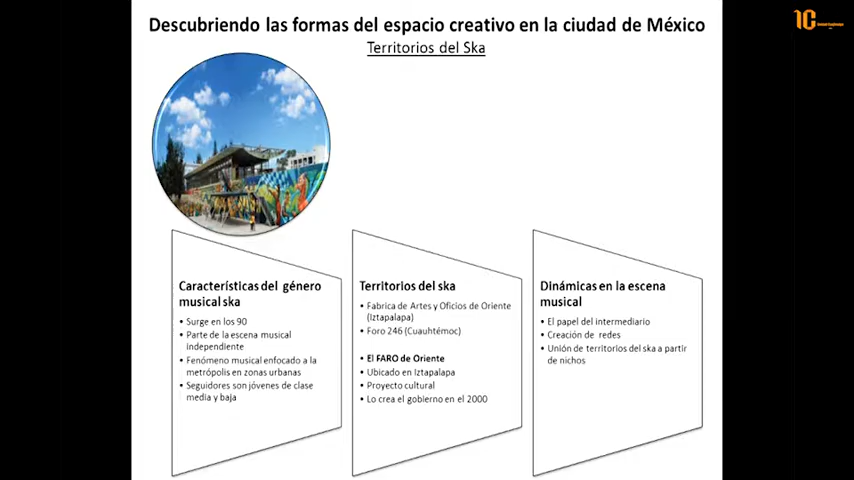 Descubriendo las formas del espacio creativo en la ciudad de México
Territorios del Ska
1C
Características del género
musical ska
• Surge en los 90
• Parte de la escena musical
independiente
• Fenómeno musical enfocado a la
metrópolis en zonas urbanas
• Seguidores son jóvenes de clase
media y baja
Territorios del ska
• Fabrica de Artes y Oficios de Oriente
(Iztapalapa)
• Foro 246 (Cuauhtémoc)
• El FARO de Oriente
• Ubicado en Iztapalapa
• Proyecto cultural
• Lo crea el gobierno en el 2000
Dinámicas en la escena
musical
• El papel del intermediario
• Creación de redes
• Unión de territorios del ska a partir
de nichos